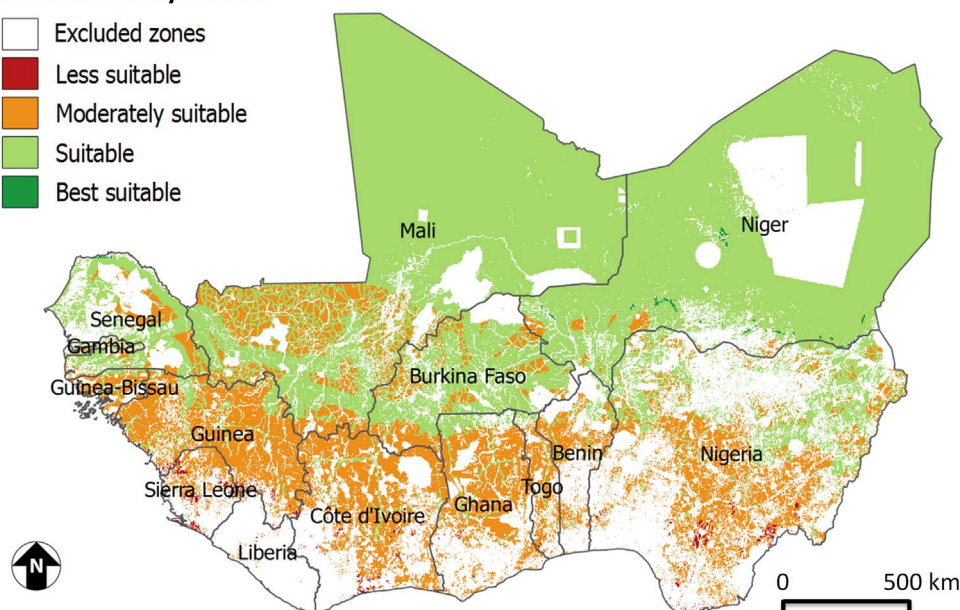 Excluded zones
Less suitable
Moderately suitable
Suitable
Best suitable
Mali
Niger
Senegal
Gambia
Guinea-Bissau
Burkina Faso
Guinea
Benin
Nigeria
Sierra Leone
Togo
Ghana
Côte d'Ivoire
Liberia
N
0 500 km